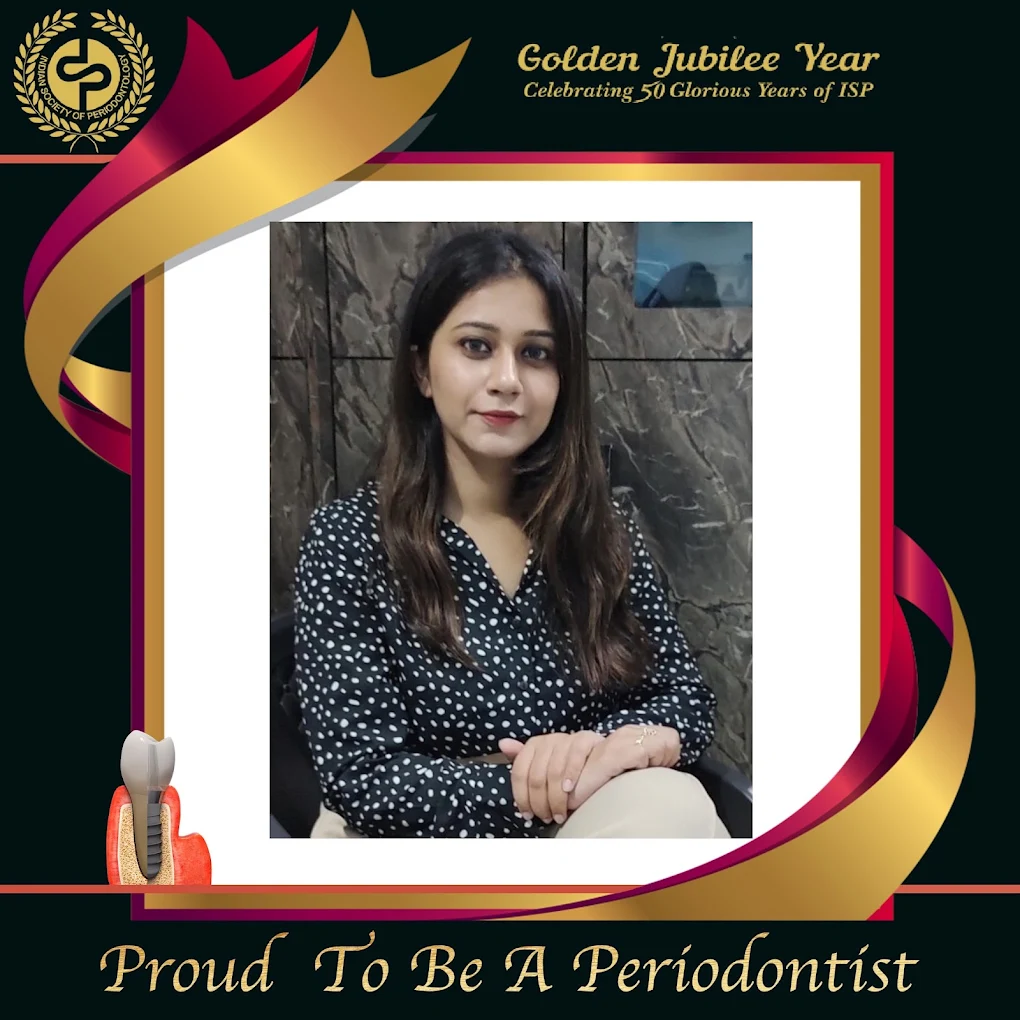 INDIAN SOCIETY OF PERIODONTOLOGY
Golden Jubilee Year
Celebrating 50 Glorious Years of ISP
Proud To Be A Periodontist